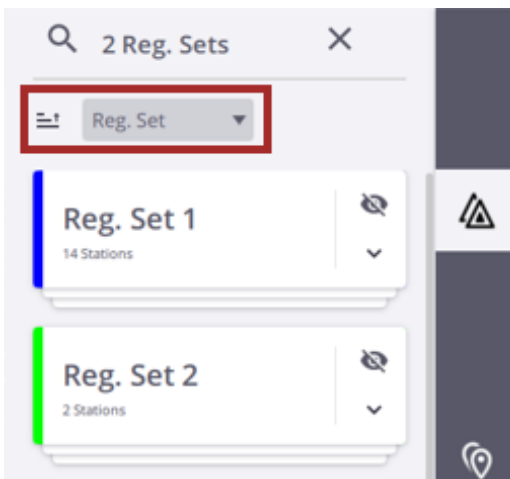 2 Reg. Sets
Reg. Set
Reg. Set 1
14 Stations
Reg. Set 2
2 Stations